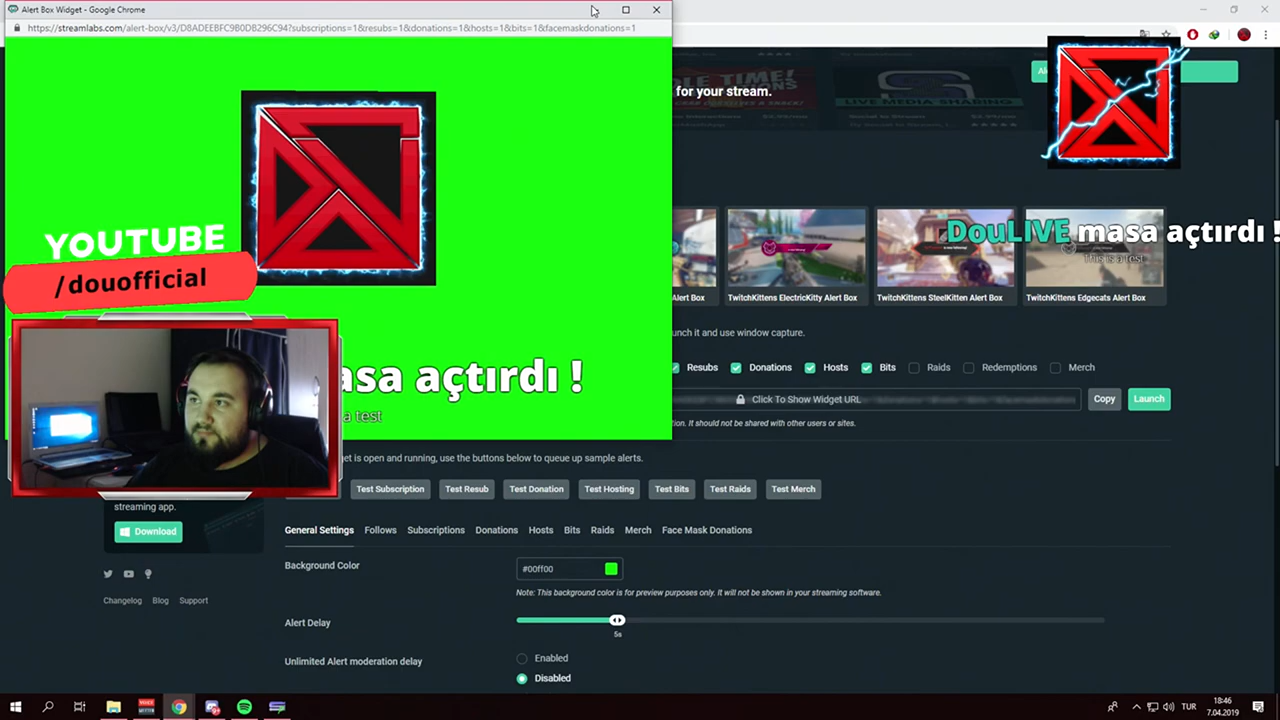 Alert Box Widget - Google Chrome
https://streamlabs.com/alert-box/v3/D8ADEEBFC9B0DB296C94?subscriptions=1&resubs=1&donations=1&hosts=1&bits=1&facemaskdonations=1
for your stream.
LIVE MEDIA SHARING
YOUTUBE
/douofficial
DouLIVE masa açtırdı !
This is a test
asa açtırdı !
a test
Alert Box
TwitchKittens ElectricKitty Alert Box
TwitchKittens SteelKitten Alert Box
TwitchKittens Edgecats Alert Box
unch it and use window capture.
Resubs
Donations
Hosts
Bits
Raids
Redemptions
Merch
Click To Show Widget URL
Copy
Launch
tion. It should not be shared with other users or sites.
get is open and running, use the buttons below to queue up sample alerts.
Test Subscription
Test Resub
Test Donation
Test Hosting
Test Bits
Test Raids
Test Merch
streaming app.
Download
General Settings
Follows
Subscriptions
Donations
Hosts
Bits
Raids
Merch
Face Mask Donations
Background Color
#00ff00
Note: This background color is for preview purposes only. It will not be shown in your streaming software.
Changelog
Blog
Support
Alert Delay
5s
Unlimited Alert moderation delay
Enabled
Disabled
TUR
18:46
7.04.2019